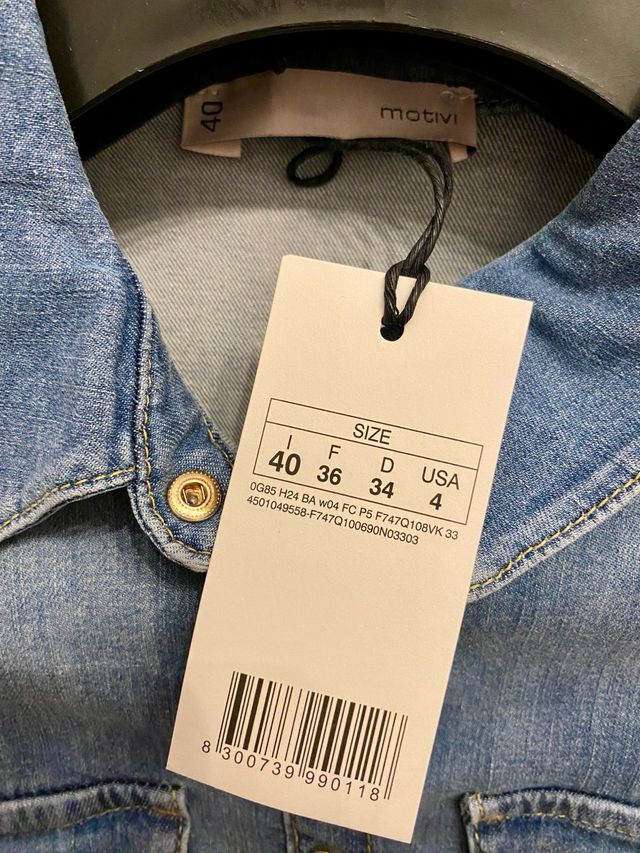 40
motivi
SIZE
I F D USA
40 36 34 4
0G85 H24 BA w04 FC P5 F747Q108VK 33
4501049558-F747Q100690N03303
8 300739 990118